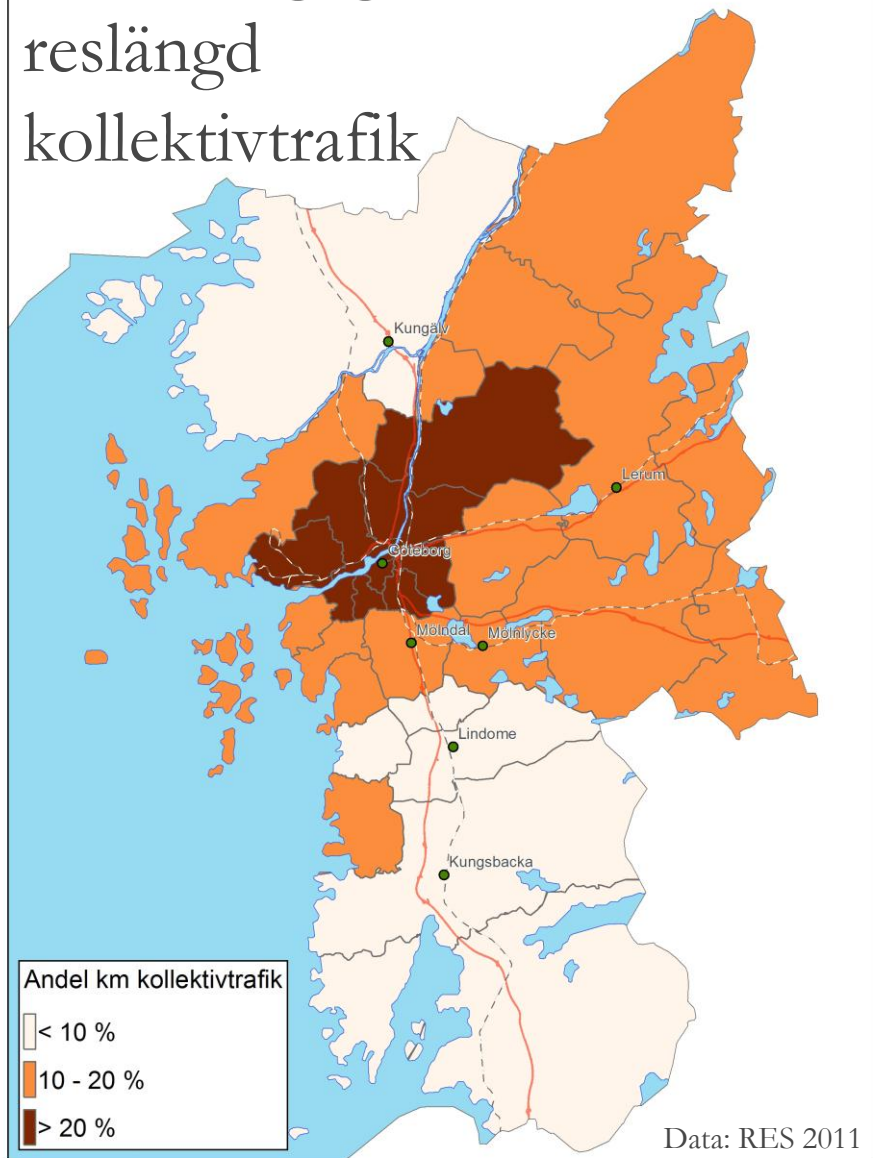 reslängd
kollektivtrafik
Kungälv
Lerum
Göteborg
Mölndal
Mölnlycke
Lindome
Kungsbacka
Andel km kollektivtrafik
< 10 %
10 - 20 %
> 20 %
Data: RES 2011